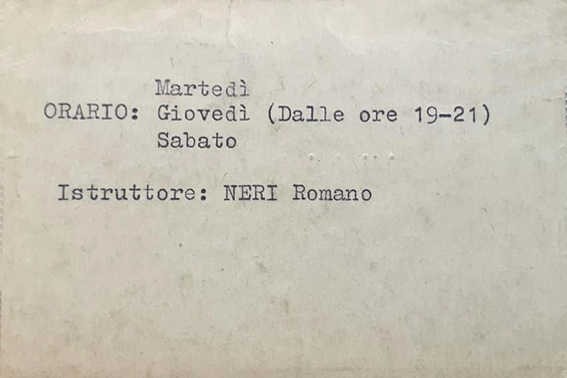 Martedì
ORARIO: Giovedì (Dalle ore 19-21)
Sabato
Istruttore: NERI Romano